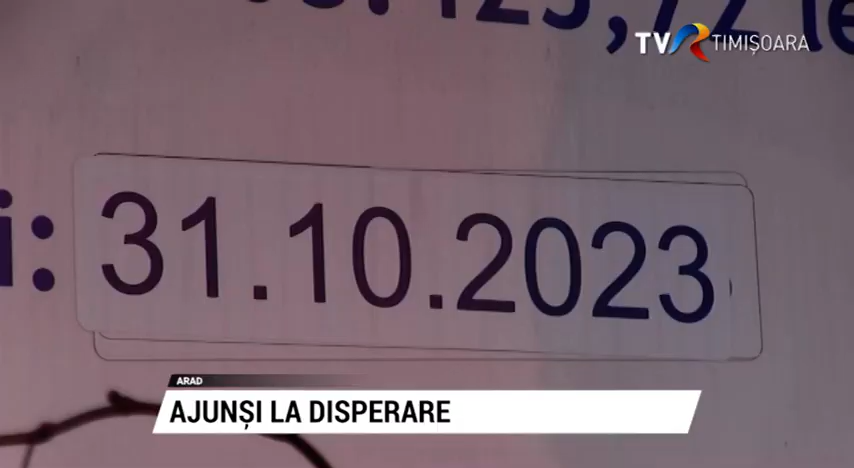 TVR TIMIȘOARA
i: 31.10.2023
ARAD
AJUNȘI LA DISPERARE